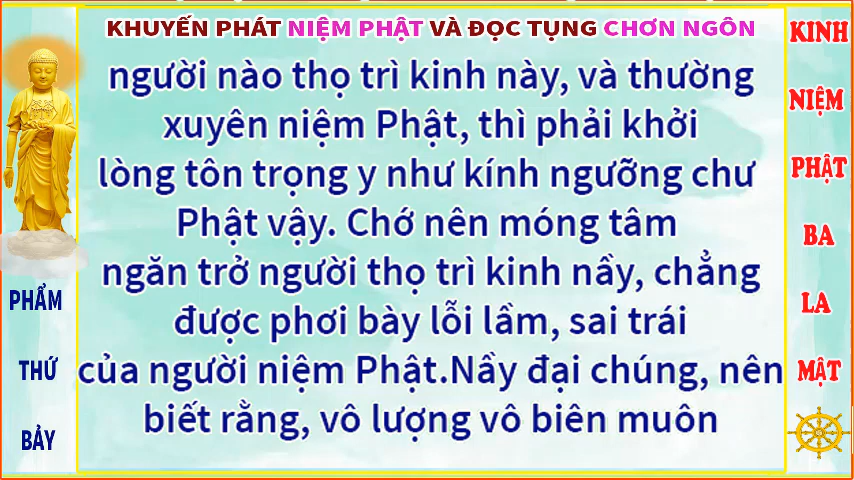 KHUYẾN PHÁT NIỆM PHẬT VÀ ĐỌC TỤNG CHƠN NGÔN
người nào thọ trì kinh này, và thường
xuyên niệm Phật, thì phải khởi
lòng tôn trọng y như kính ngưỡng chư
Phật vậy. Chớ nên móng tâm
ngăn trở người thọ trì kinh nầy, chẳng
được phơi bày lỗi lầm, sai trái
của người niệm Phật.Nầy đại chúng, nên
biết rằng, vô lượng vô biên muôn
PHẨM
THỨ
BẢY
KINH
NIỆM
PHẬT
BA
LA
MẬT